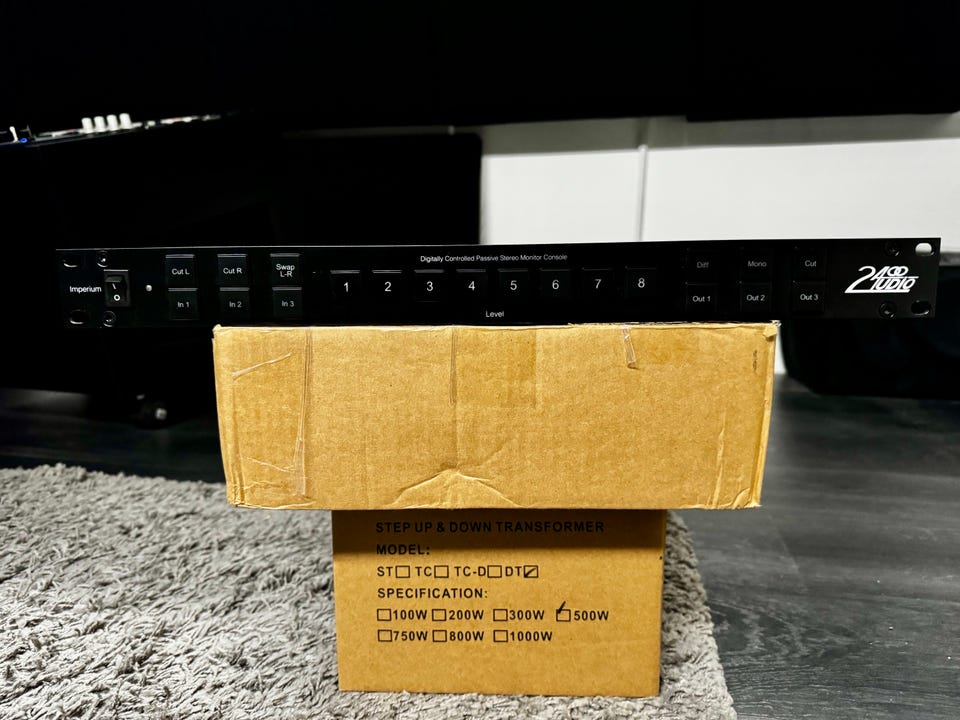 Digitally Controlled Passive Stereo Monitor Console
Imperium
I
O
Cut L Cut R Swap L-R
In 1 In 2 In 3
1 2 3 4 5 6 7 8
Level
Diff Mono Cut
Out 1 Out 2 Out 3
2400 AUDIO
STEP UP & DOWN TRANSFORMER
MODEL:
ST TC TC-D DT
SPECIFICATION:
100W 200W 300W 500W
750W 800W 1000W